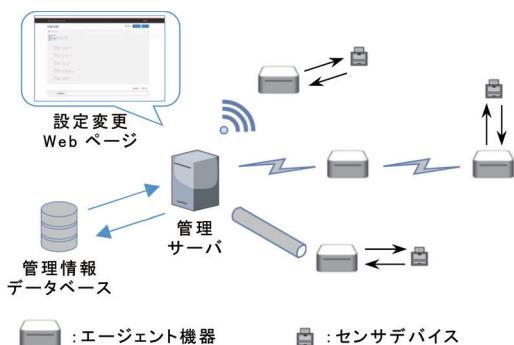 設定変更
Web ページ
管理
サーバ
管理情報
データベース
:エージェント機器
:センサデバイス